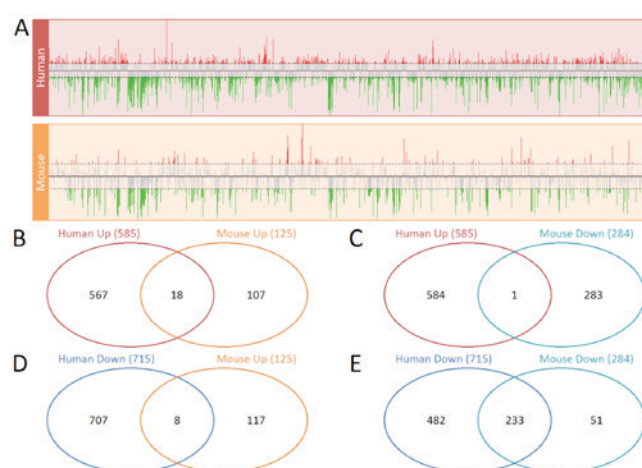 A
Human
Mouse
B
Human Up (585)
Mouse Up (125)
567
18
107
C
Human Up (585)
Mouse Down (284)
584
1
283
D
Human Down (715)
Mouse Up (125)
707
8
117
E
Human Down (715)
Mouse Down (284)
482
233
51